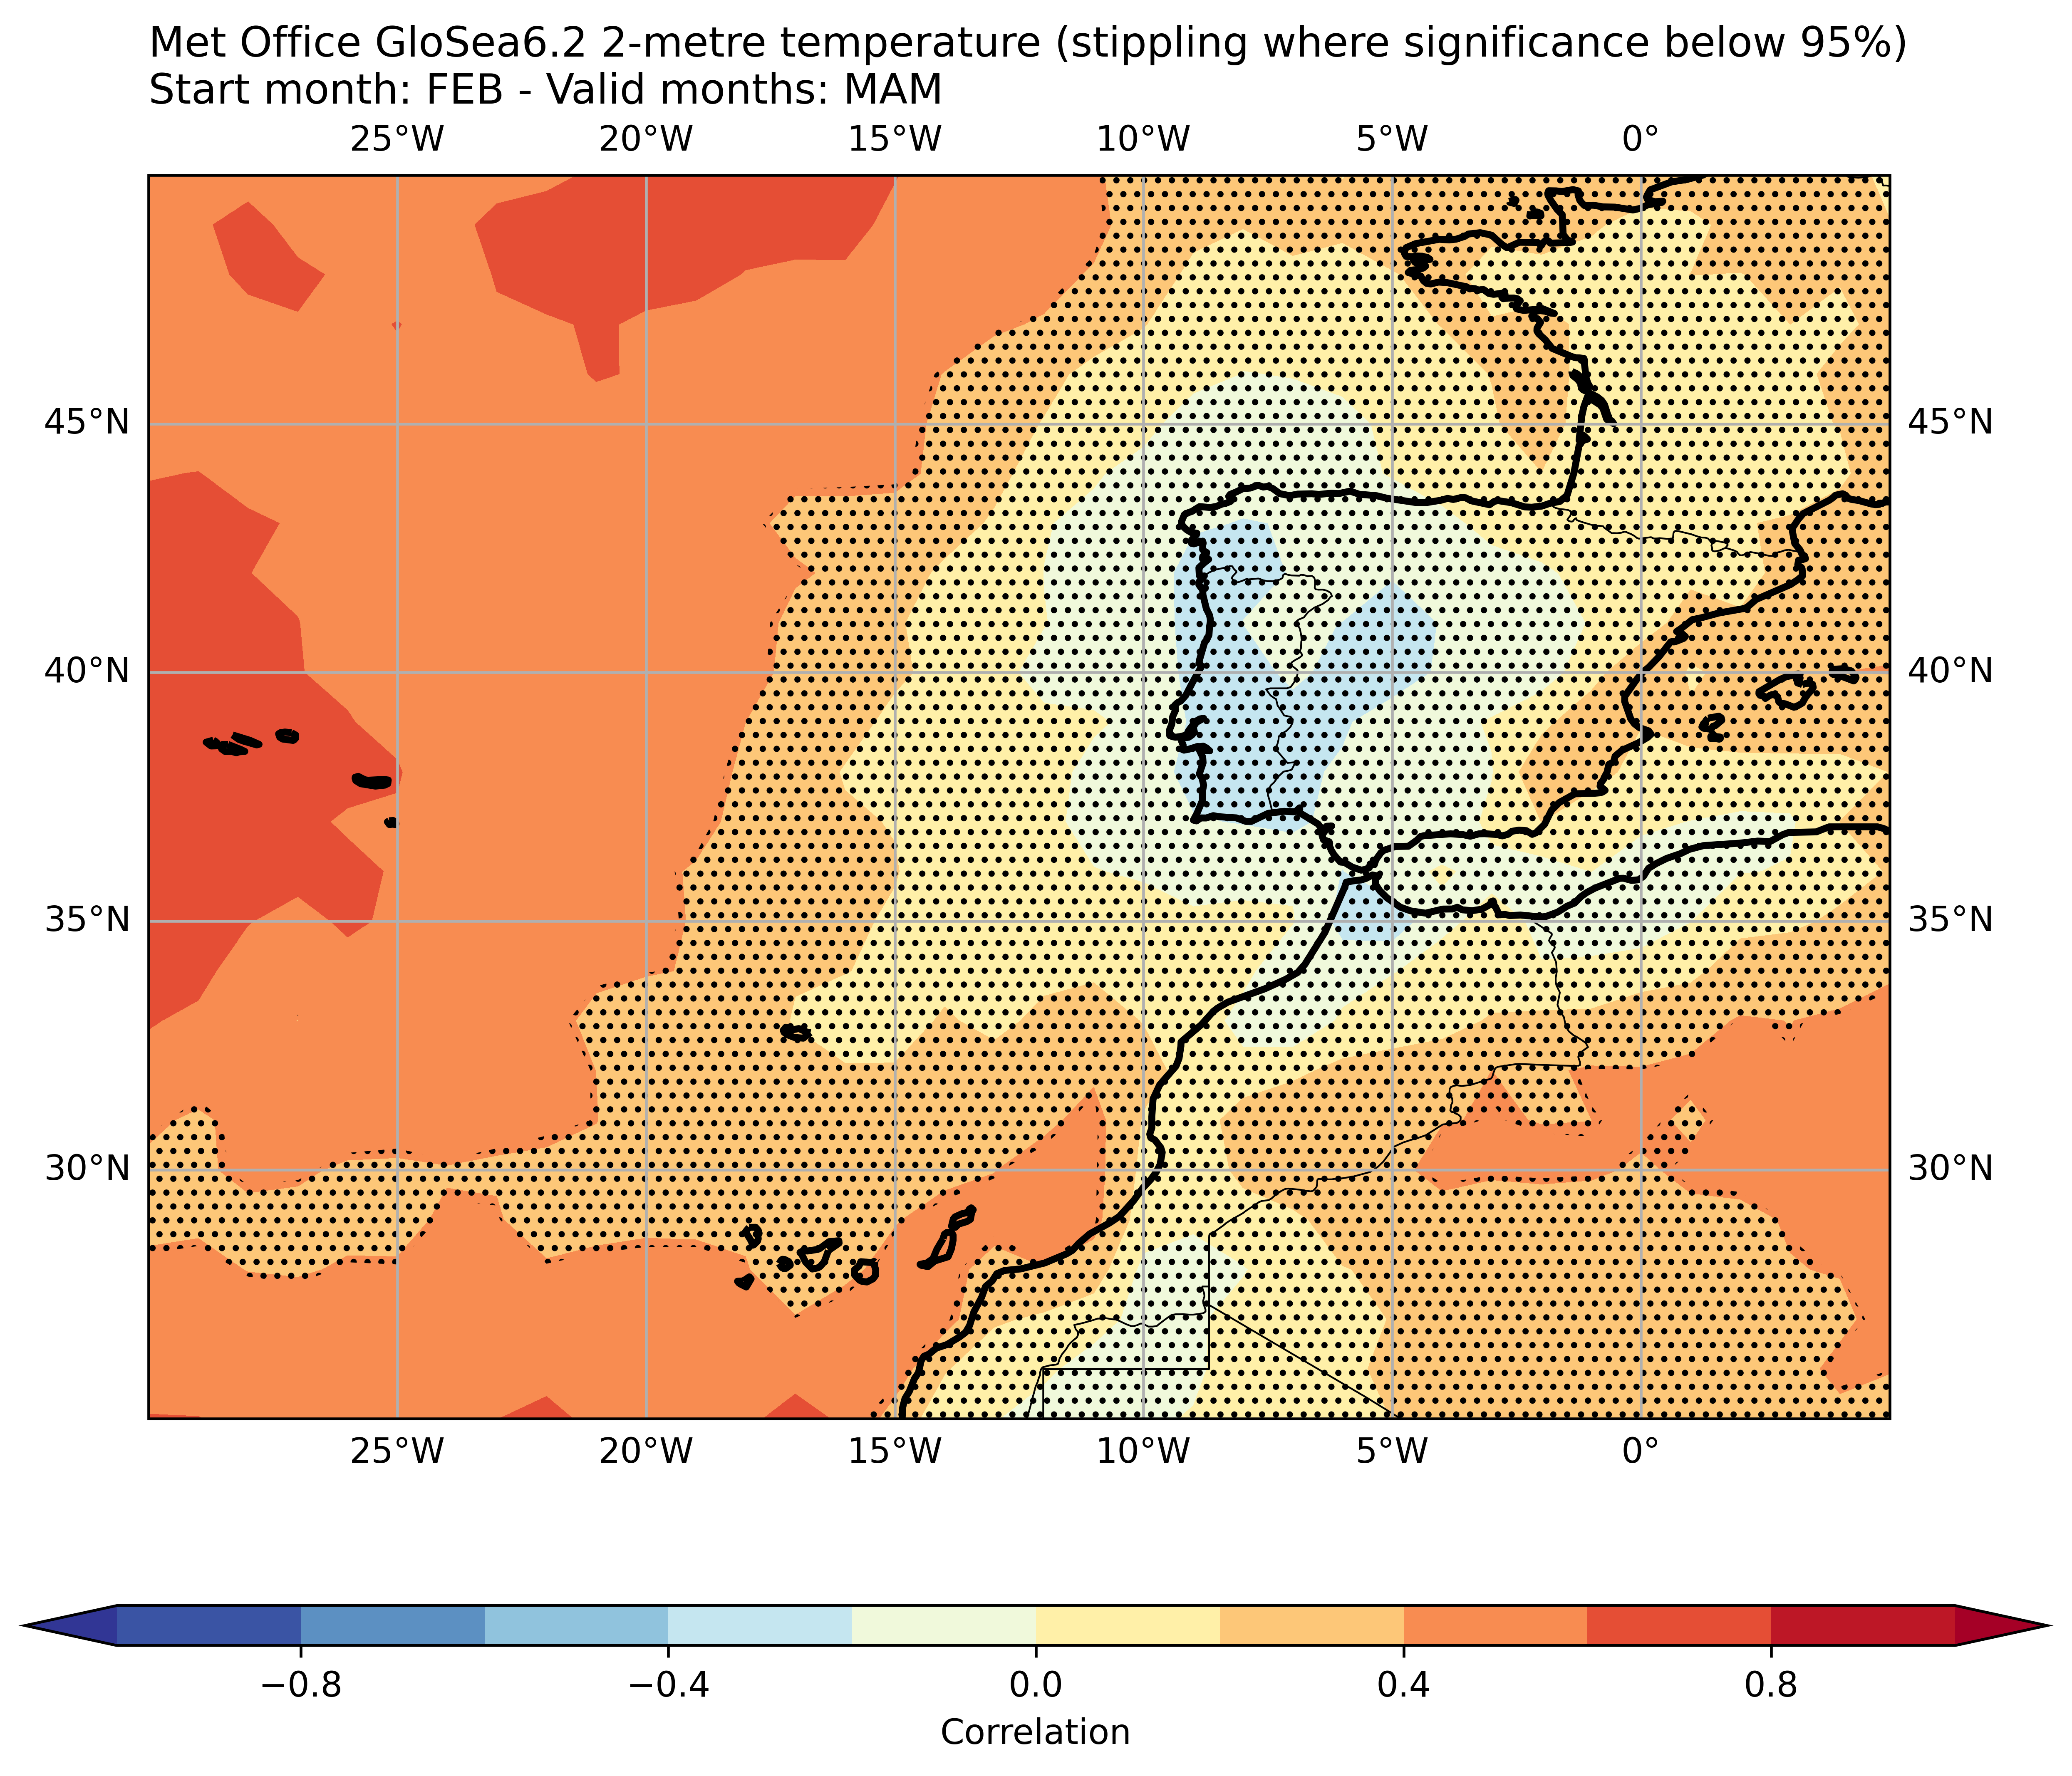 Met Office GloSea6.2 2-metre temperature (stippling where significance below 95%)
Start month: FEB - Valid months: MAM
25°W 20°W 15°W 10°W 5°W 0°
45°N 45°N
40°N 40°N
35°N 35°N
30°N 30°N
25°W 20°W 15°W 10°W 5°W 0°
−0.8 −0.4 0.0 0.4 0.8
Correlation